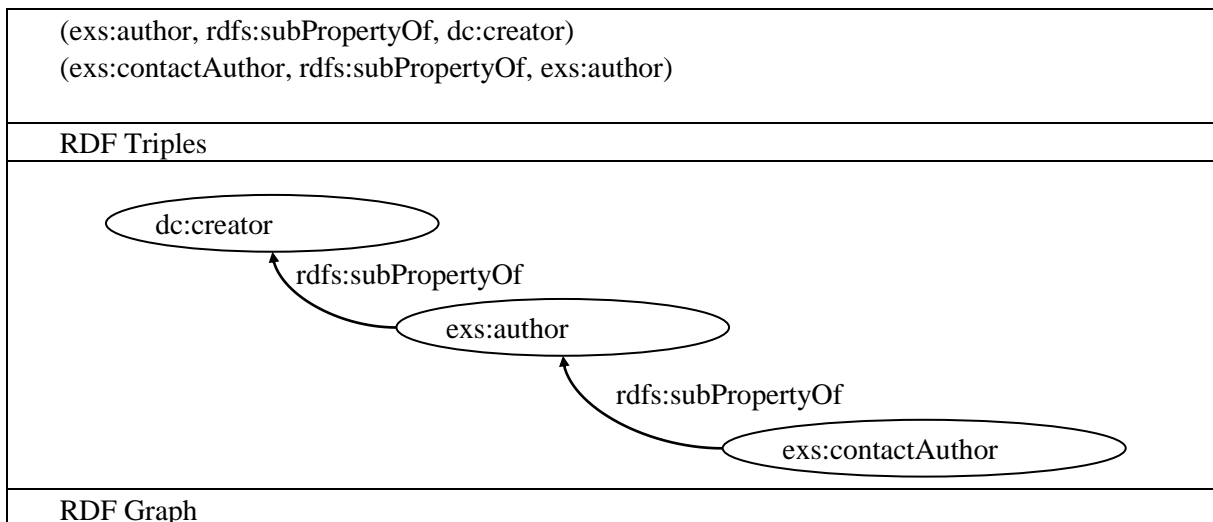 (exs:author, rdfs:subPropertyOf, dc:creator)
(exs:contactAuthor, rdfs:subPropertyOf, exs:author)
RDF Triples
dc:creator
rdfs:subPropertyOf
exs:author
rdfs:subPropertyOf
exs:contactAuthor
RDF Graph